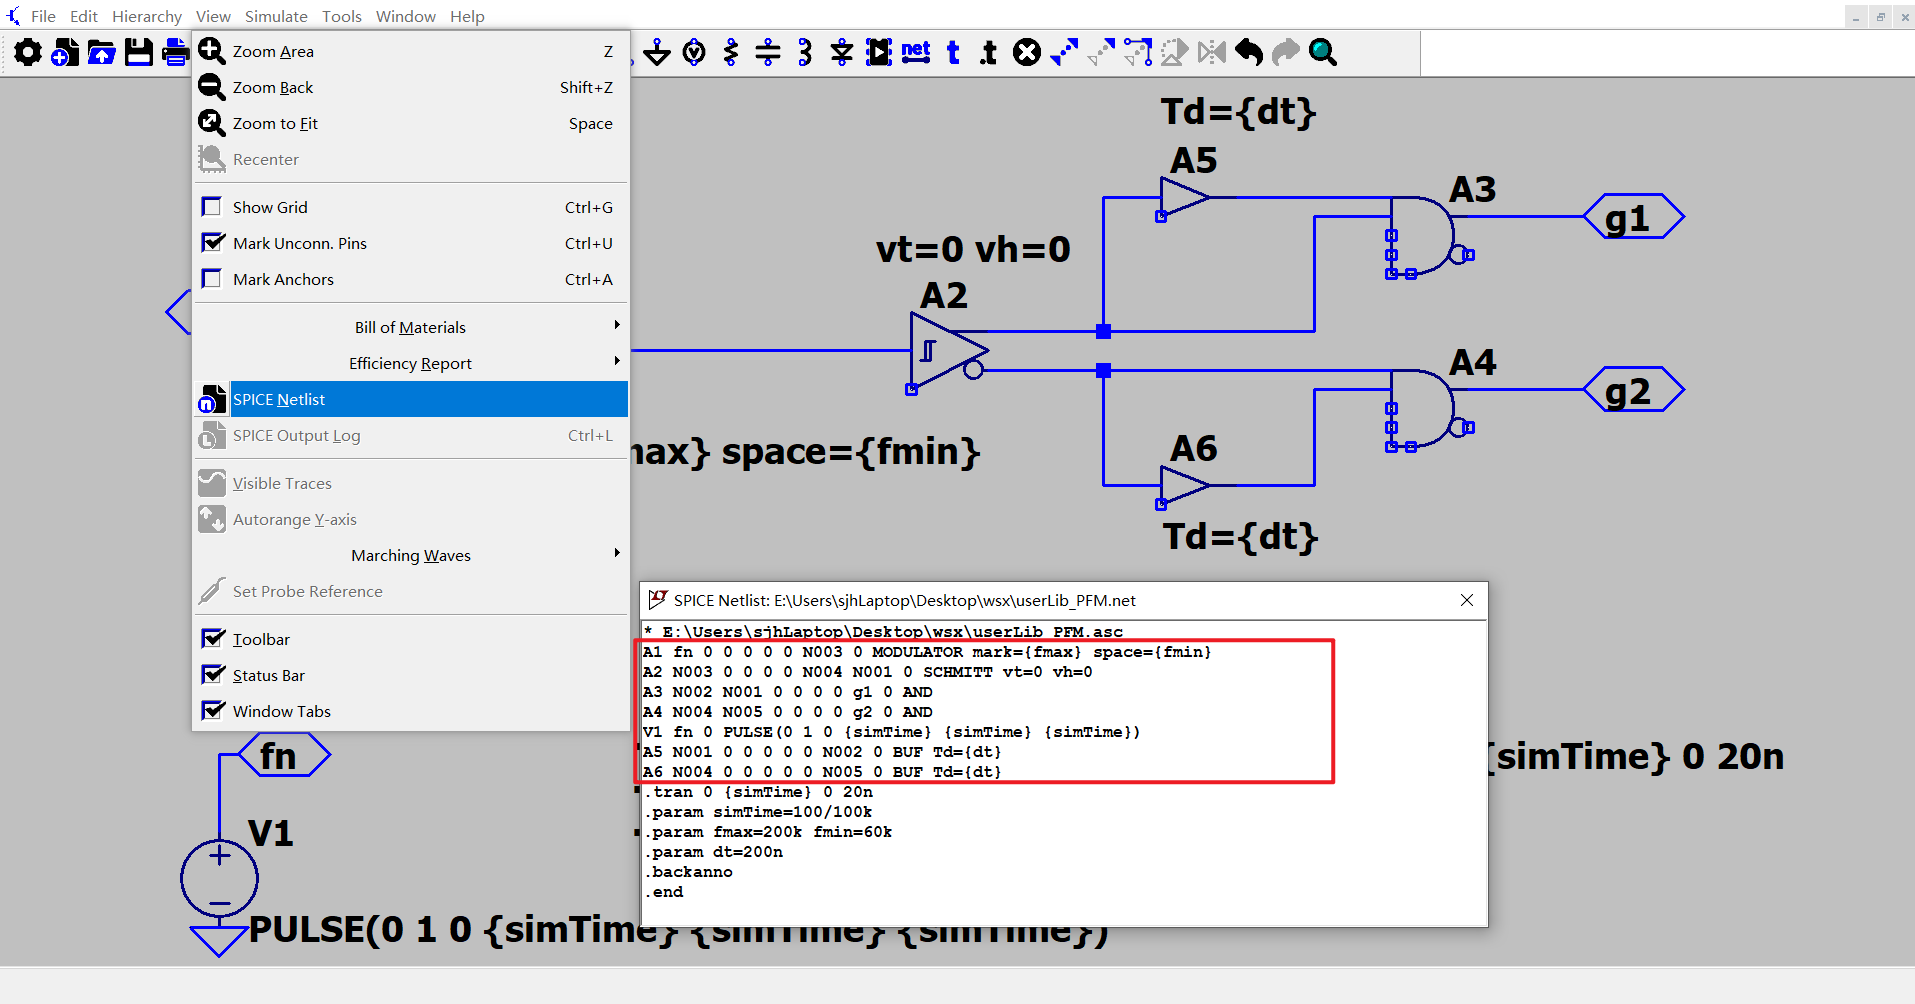 File Edit Hierarchy View Simulate Tools Window Help
net t .t
Zoom Area Z
Zoom Back Shift+Z
Zoom to Fit Space
Recenter
Show Grid Ctrl+G
Mark Unconn. Pins Ctrl+U
Mark Anchors Ctrl+A
Bill of Materials
Efficiency Report
SPICE Netlist
SPICE Output Log Ctrl+L
Visible Traces
Autorange Y-axis
Marching Waves
Set Probe Reference
Toolbar
Status Bar
Window Tabs
Td={dt}
A5
A3
g1
vt=0 vh=0
A2
A4
g2
max} space={fmin}
A6
Td={dt}
SPICE Netlist: E:\Users\sjhLaptop\Desktop\wsx\userLib_PFM.net
* E:\Users\sjhLaptop\Desktop\wsx\userLib PFM.asc
A1 fn 0 0 0 0 0 N003 0 MODULATOR mark={fmax} space={fmin}
A2 N003 0 0 0 0 N004 N001 0 SCHMITT vt=0 vh=0
A3 N002 N001 0 0 0 0 g1 0 AND
A4 N004 N005 0 0 0 0 g2 0 AND
V1 fn 0 PULSE(0 1 0 {simTime} {simTime} {simTime})
A5 N001 0 0 0 0 0 N002 0 BUF Td={dt}
A6 N004 0 0 0 0 0 N005 0 BUF Td={dt}
.tran 0 {simTime} 0 20n
.param simTime=100/100k
.param fmax=200k fmin=60k
.param dt=200n
.backanno
.end
{simTime} 0 20n
fn
V1
PULSE(0 1 0 {simTime} {simTime} {simTime})